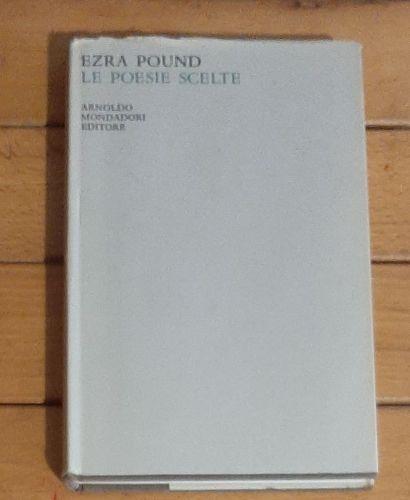 EZRA POUND
LE POESIE SCELTE
ARNOLDO
MONDADORI
EDITORE